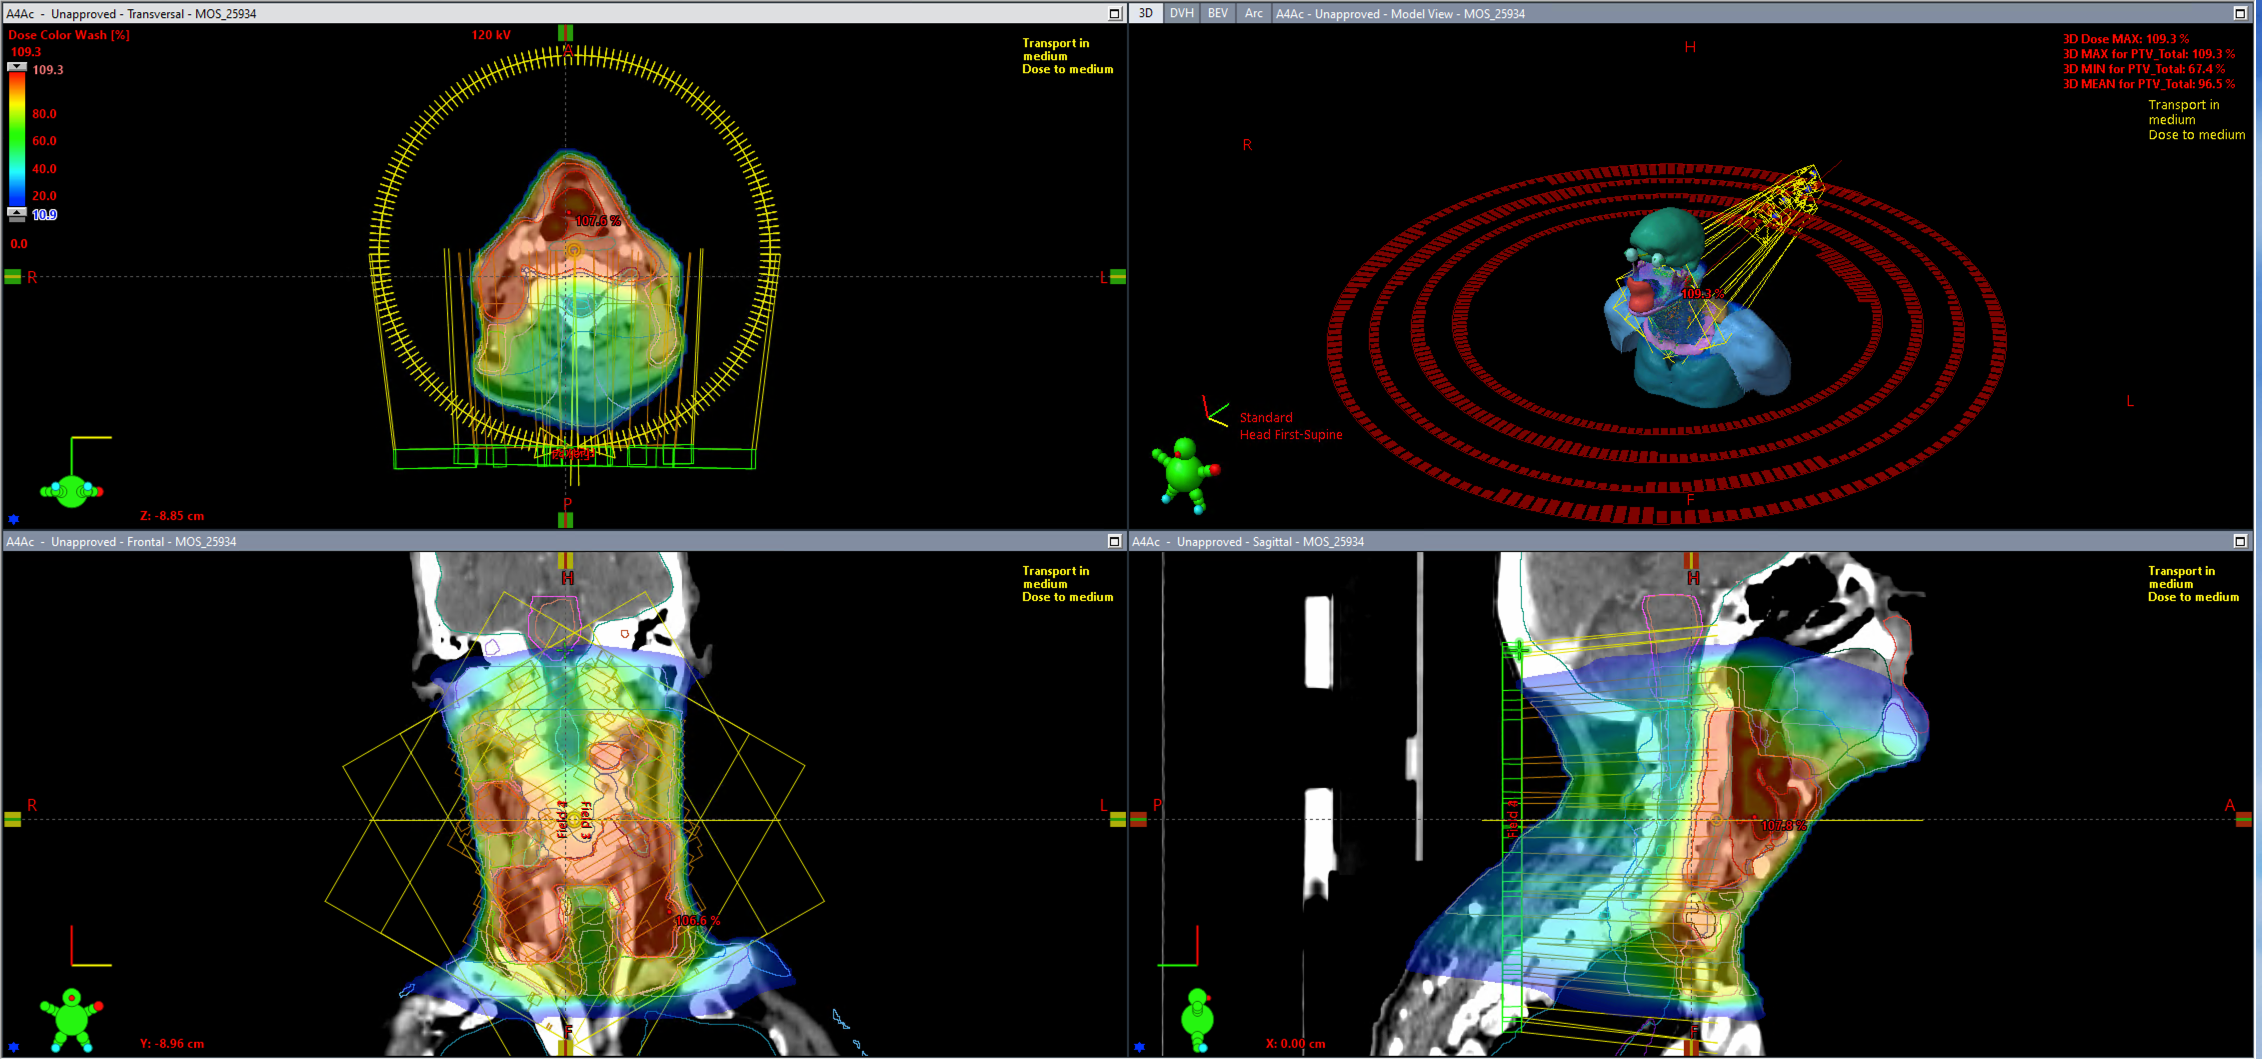 A4Ac - Unapproved - Transversal - MOS_25934
Dose Color Wash [%]
109.3
109.3
80.0
60.0
40.0
20.0
10.9
0.0
120 kV
A
Transport in
medium
Dose to medium
107.6 %
R
L
P
Z: -8.85 cm
3D DVH BEV Arc A4Ac - Unapproved - Model View - MOS_25934
H
3D Dose MAX: 109.3 %
3D MAX for PTV_Total: 109.3 %
3D MIN for PTV_Total: 67.4 %
3D MEAN for PTV_Total: 96.5 %
Transport in
medium
Dose to medium
R
109.3 %
L
Standard
Head First-Supine
F
A4Ac - Unapproved - Frontal - MOS_25934
H
Transport in
medium
Dose to medium
R
L
Field 3
106.6 %
F
Y: -8.96 cm
A4Ac - Unapproved - Sagittal - MOS_25934
H
Transport in
medium
Dose to medium
P
A
107.8 %
F
X: 0.00 cm